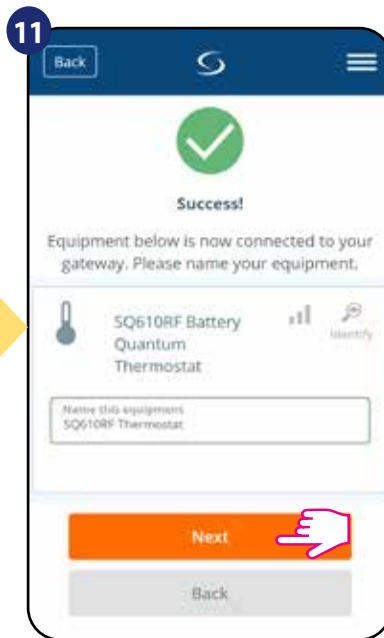 11
Back
Success!
Equipment below is now connected to your
gateway. Please name your equipment.
SQ610RF Battery
Quantum
Thermostat
Identify
Name this equipment
SQ610RF Thermostat
Next
Back